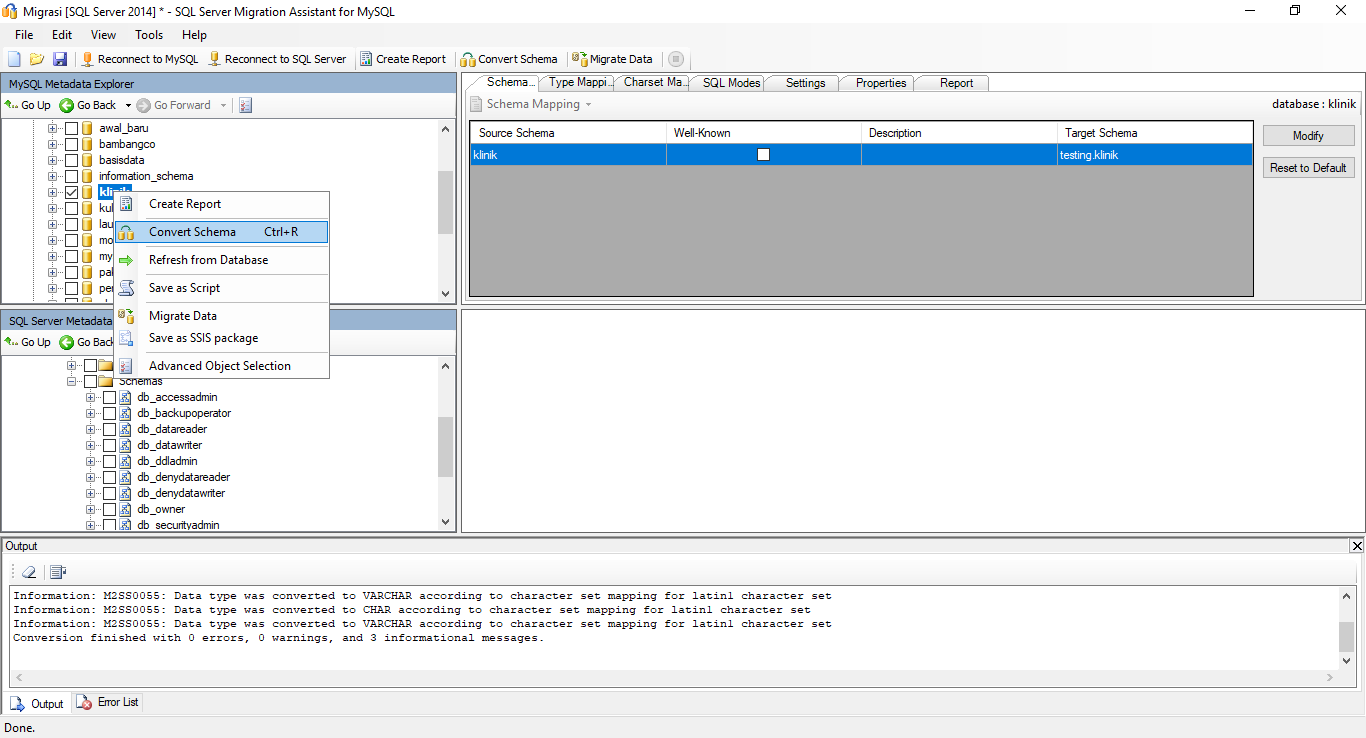 Migrasi [SQL Server 2014] * - SQL Server Migration Assistant for MySQL
File Edit View Tools Help
Reconnect to MySQL Reconnect to SQL Server Create Report Convert Schema Migrate Data
MySQL Metadata Explorer
Go Up Go Back Go Forward
awal_baru
bambangco
basisdata
information_schema
Create Report
Convert Schema Ctrl+R
Refresh from Database
Save as Script
Migrate Data
Save as SSIS package
Advanced Object Selection
Schema... Type Mappi... Charset Ma... SQL Modes Settings Properties Report
Schema Mapping database : klinik
Source Schema Well-Known Description Target Schema
klinik testing.klinik
Modify
Reset to Default
SQL Server Metadata
Go Up Go Back
Schemas
db_accessadmin
db_backupoperator
db_datareader
db_datawriter
db_ddladmin
db_denydatareader
db_denydatawriter
db_owner
db_securityadmin
Output
Information: M2SS0055: Data type was converted to VARCHAR according to character set mapping for latin1 character set
Information: M2SS0055: Data type was converted to CHAR according to character set mapping for latin1 character set
Information: M2SS0055: Data type was converted to VARCHAR according to character set mapping for latin1 character set
Conversion finished with 0 errors, 0 warnings, and 3 informational messages.
Output Error List
Done.